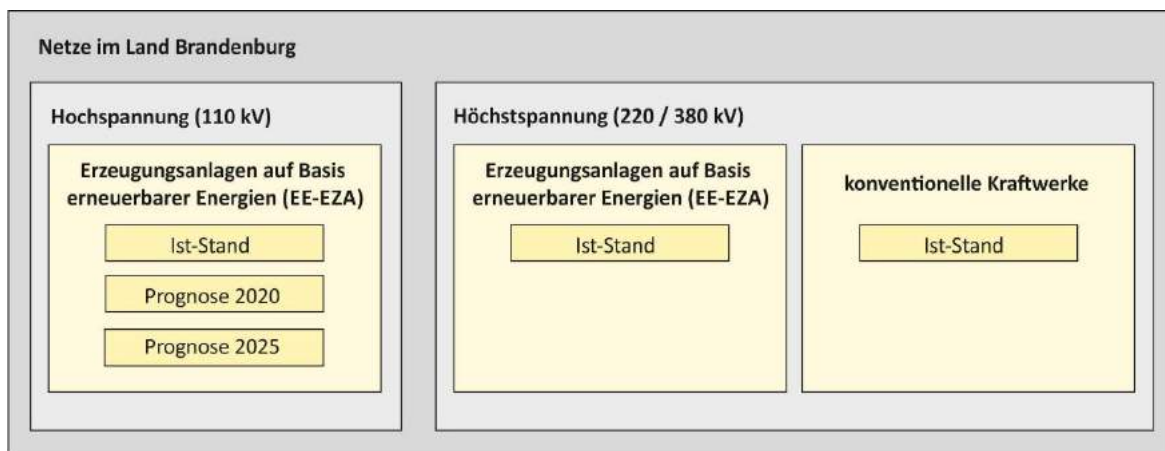 Netze im Land Brandenburg
Hochspannung (110 kV)
Erzeugungsanlagen auf Basis
erneuerbarer Energien (EE-EZA)
Ist-Stand
Prognose 2020
Prognose 2025
Höchstspannung (220 / 380 kV)
Erzeugungsanlagen auf Basis
erneuerbarer Energien (EE-EZA)
Ist-Stand
konventionelle Kraftwerke
Ist-Stand